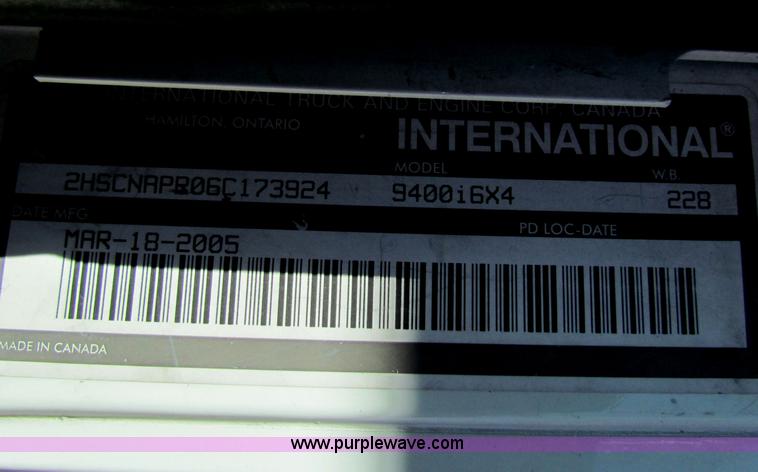 INTERNATIONAL TRUCK AND ENGINE CORP. CANADA
HAMILTON, ONTARIO
INTERNATIONAL®
MODEL W.B.
2HSCNAPR06C173924 9400i6X4 228
DATE MFG PD LOC-DATE
MAR-18-2005
MADE IN CANADA
www.purplewave.com